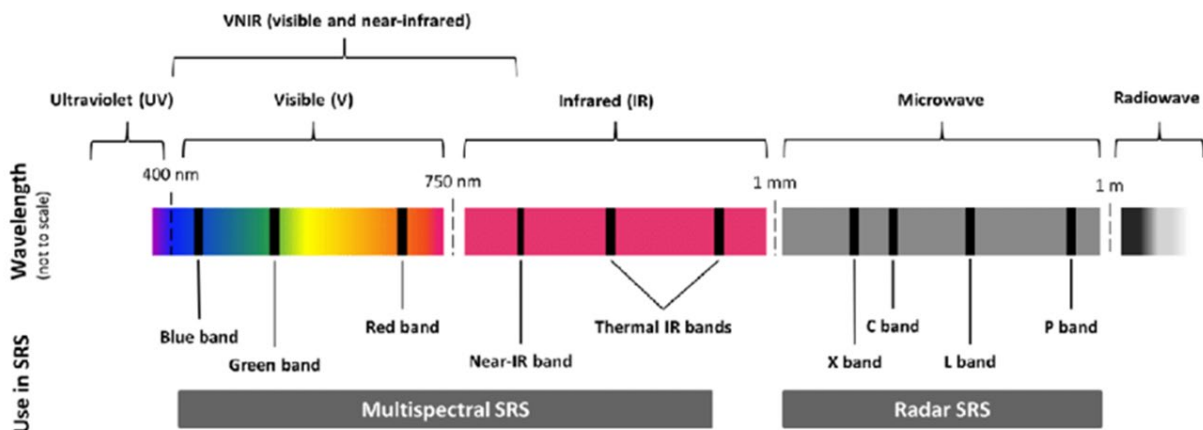 VNIR (visible and near-infrared)
Ultraviolet (UV)
Visible (V)
Infrared (IR)
Microwave
Radiowave
Wavelength
(not to scale)
400 nm
750 nm
1 mm
1 m
Blue band
Green band
Red band
Near-IR band
Thermal IR bands
X band
C band
L band
P band
Use in SRS
Multispectral SRS
Radar SRS